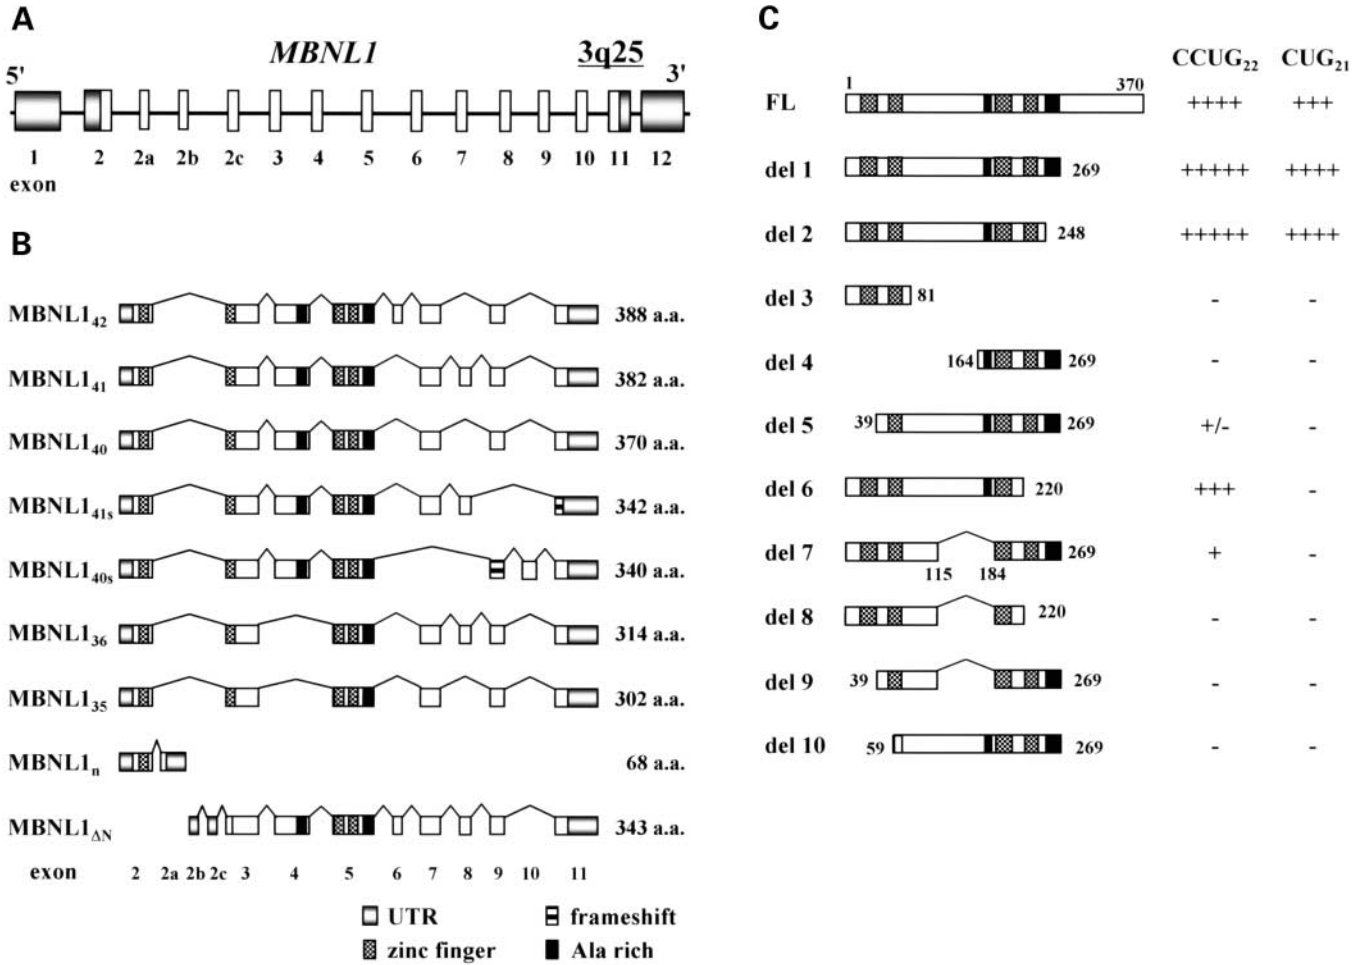 A
MBNL1
3q25
5'
3'
1 2 2a 2b 2c 3 4 5 6 7 8 9 10 11 12
exon
B
MBNL1₄₂ 388 a.a.
MBNL1₄₁ 382 a.a.
MBNL1₄₀ 370 a.a.
MBNL1₄₁ₛ 342 a.a.
MBNL1₄₀ₛ 340 a.a.
MBNL1₃₆ 314 a.a.
MBNL1₃₅ 302 a.a.
MBNL1ₙ 68 a.a.
MBNL1ΔN 343 a.a.
exon 2 2a 2b 2c 3 4 5 6 7 8 9 10 11
UTR frameshift
zinc finger Ala rich
C
CCUG₂₂ CUG₂₁
1 370
FL ++++ +++
del 1 269 +++++ ++++
del 2 248 +++++ ++++
del 3 81 - -
del 4 164 269 - -
del 5 39 269 +/- -
del 6 220 +++ -
del 7 269 + -
115 184
del 8 220 - -
del 9 39 269 - -
del 10 59 269 - -